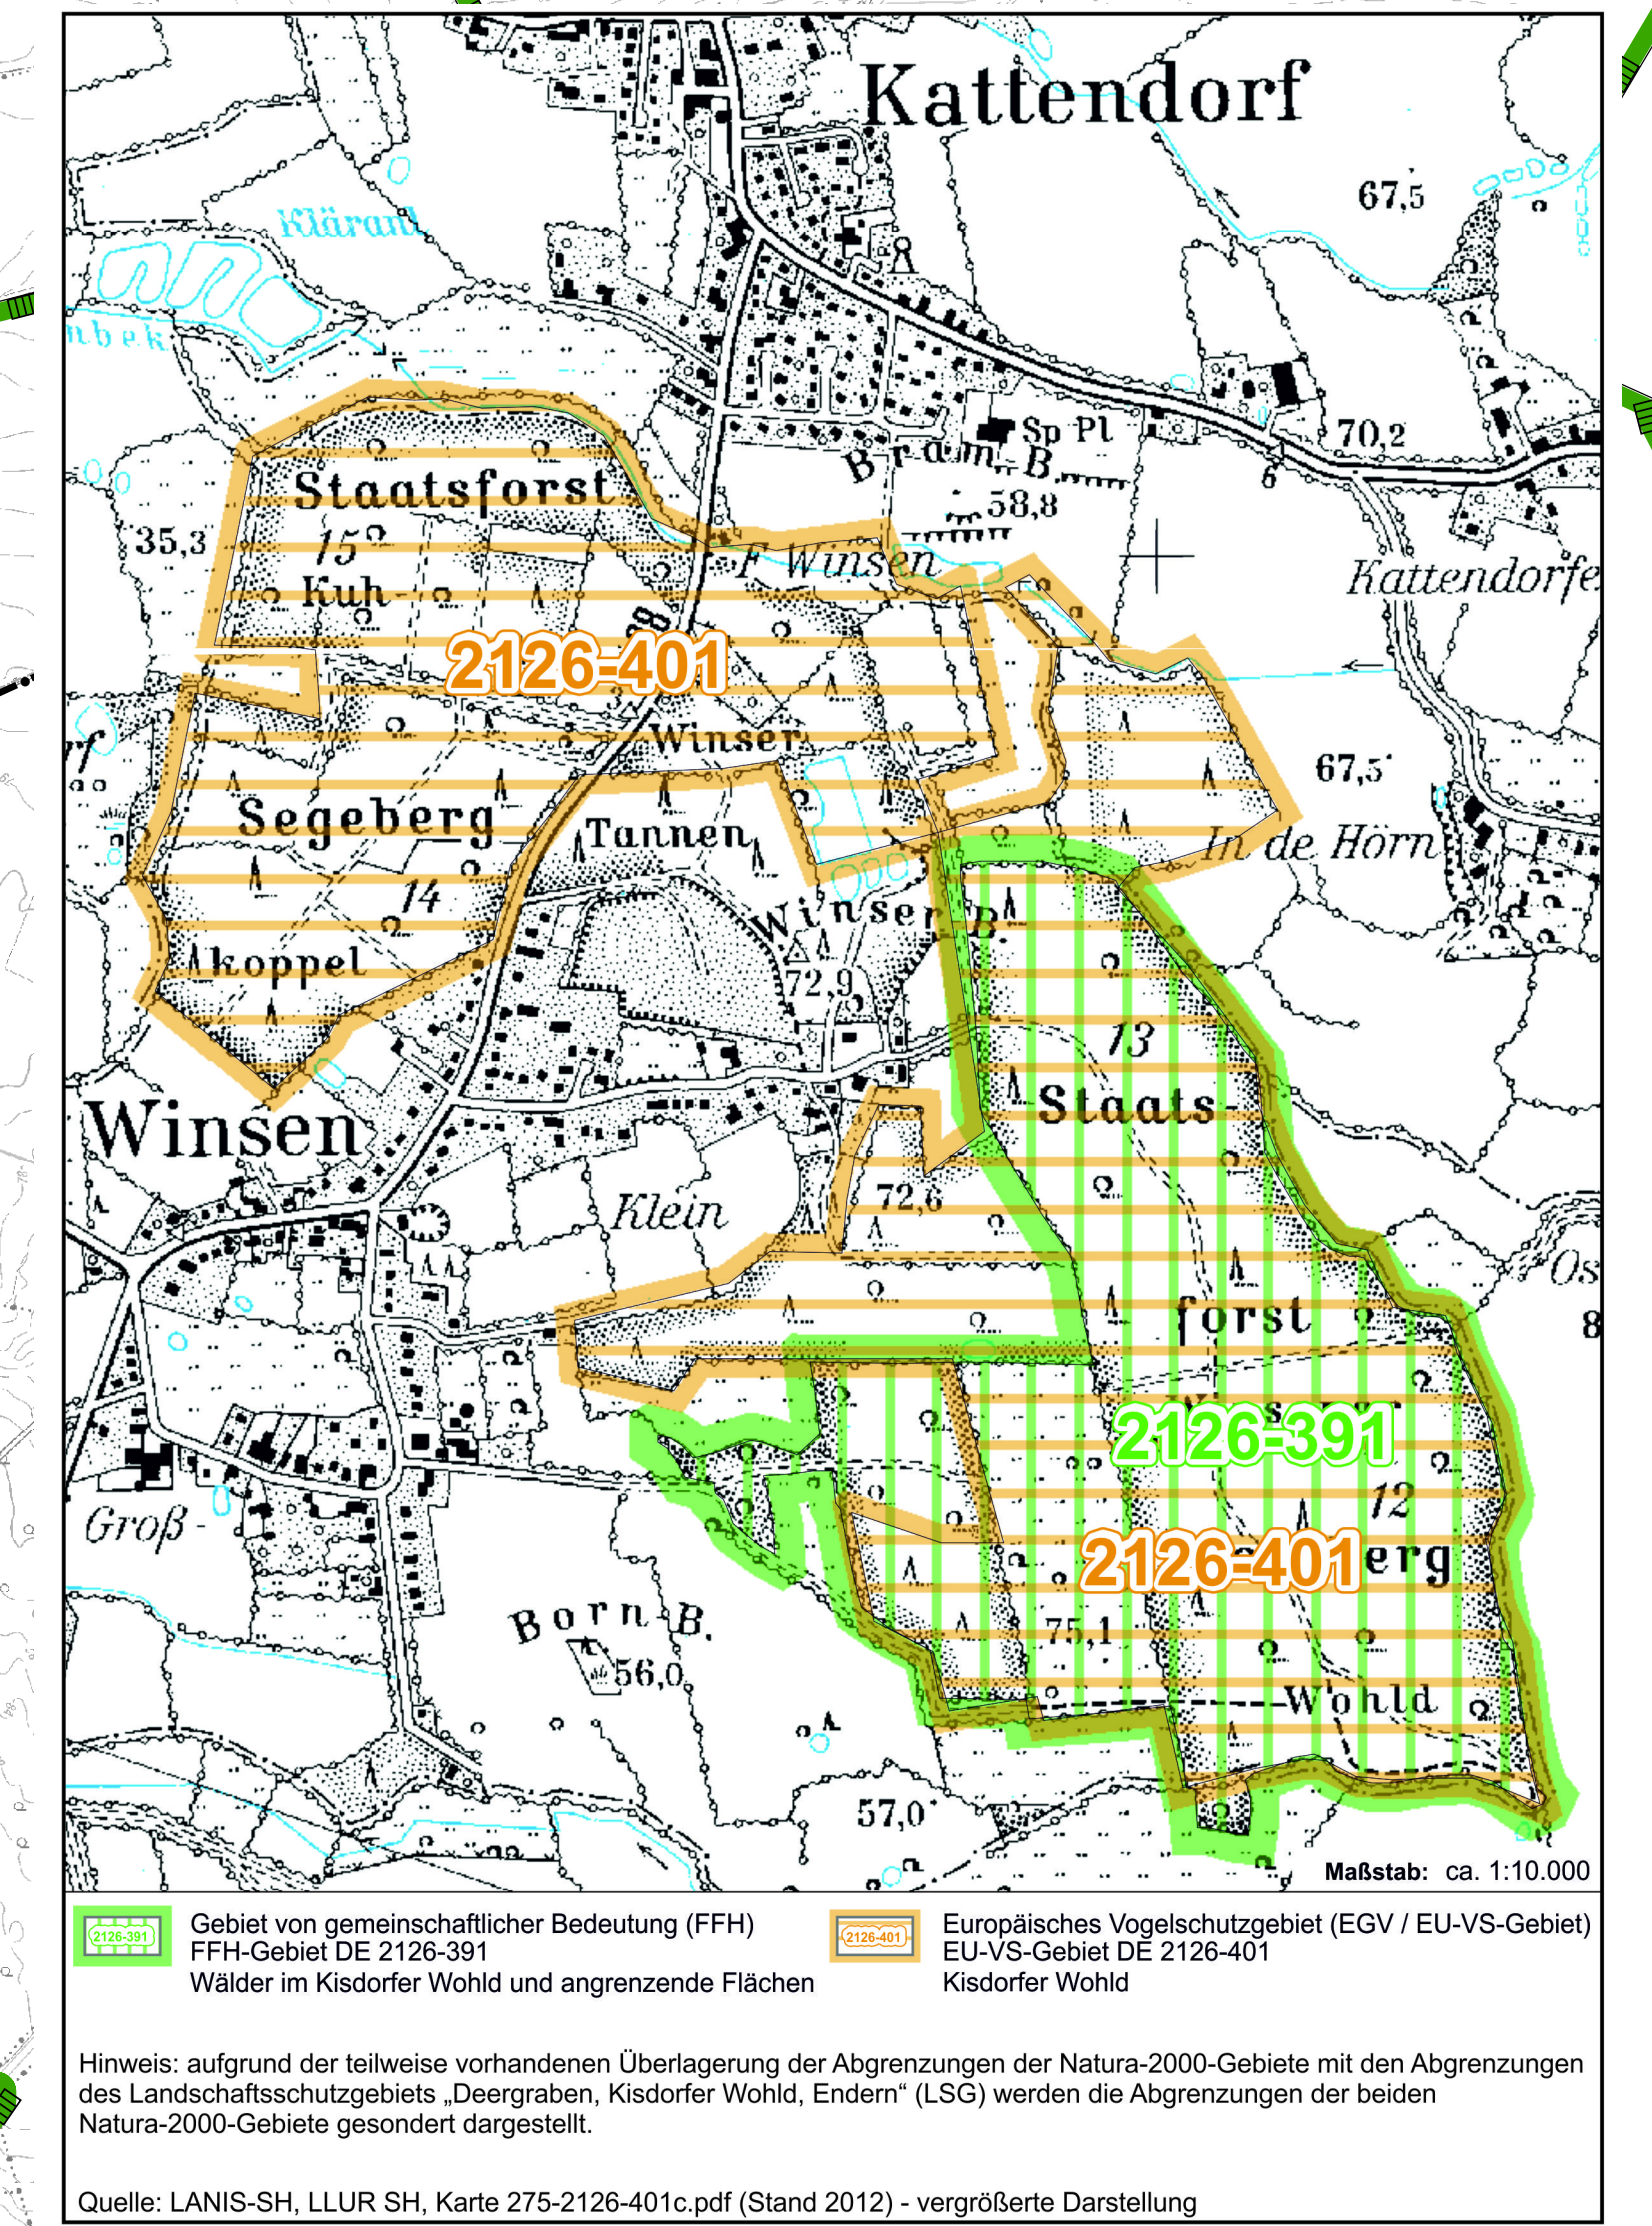 Kattendorf
67,5
Kläranl.
nbek
Sp Pl
70,2
Bram-B.
58,8
Staatsforst
35,3
15
F Winsen
Kuh-
Kattendorfe
2126-401
Winser
67,5
rf
Segeberg
Tannen
In de Hörn
14
Winser B.
koppel
72,9
13
Staats-
Winsen
72,6
Klein
Os
forst
8
2126-391
12
Groß-
2126-401
erg
Born B.
75,1
56,0
Wohld
57,0
Maßstab: ca. 1:10.000
2126-391
Gebiet von gemeinschaftlicher Bedeutung (FFH)
FFH-Gebiet DE 2126-391
Wälder im Kisdorfer Wohld und angrenzende Flächen
2126-401
Europäisches Vogelschutzgebiet (EGV / EU-VS-Gebiet)
EU-VS-Gebiet DE 2126-401
Kisdorfer Wohld
Hinweis: aufgrund der teilweise vorhandenen Überlagerung der Abgrenzungen der Natura-2000-Gebiete mit den Abgrenzungen
des Landschaftsschutzgebiets „Deergraben, Kisdorfer Wohld, Endern“ (LSG) werden die Abgrenzungen der beiden
Natura-2000-Gebiete gesondert dargestellt.
Quelle: LANIS-SH, LLUR SH, Karte 275-2126-401c.pdf (Stand 2012) - vergrößerte Darstellung